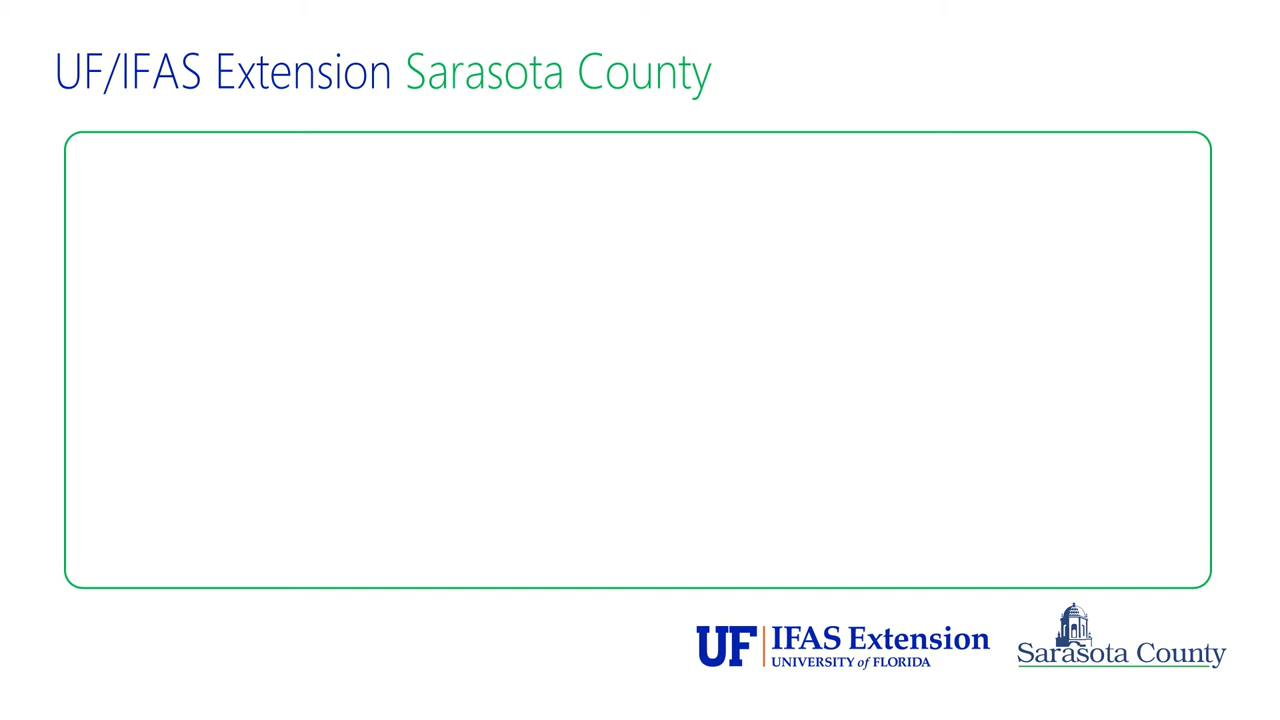 UF/IFAS Extension Sarasota County
UF IFAS Extension
UNIVERSITY of FLORIDA
Sarasota County